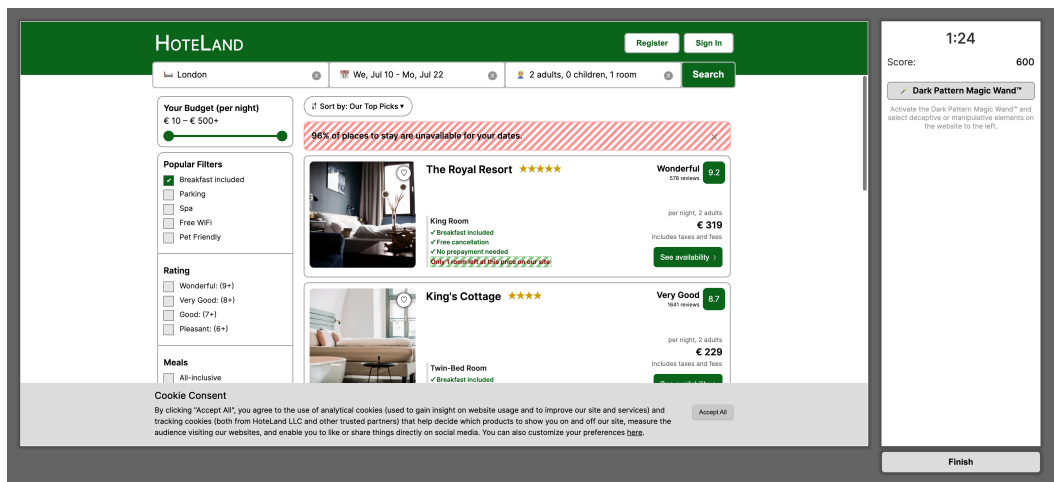 HOTELAND
Register
Sign In
London
We, Jul 10 - Mo, Jul 22
2 adults, 0 children, 1 room
Search
Your Budget (per night)
€ 10 – € 500+
Popular Filters
Breakfast included
Parking
Spa
Free WiFi
Pet Friendly
Rating
Wonderful: (9+)
Very Good: (8+)
Good: (7+)
Pleasant: (6+)
Meals
All-inclusive
Sort by: Our Top Picks ▾
96% of places to stay are unavailable for your dates.
The Royal Resort ★★★★★
Wonderful
578 reviews
9.2
King Room
✓ Breakfast included
✓ Free cancellation
✓ No prepayment needed
Only 1 room left at this price on our site
per night, 2 adults
€ 319
Includes taxes and fees
See availability
King's Cottage ★★★★
Very Good
1641 reviews
8.7
Twin-Bed Room
✓ Breakfast included
per night, 2 adults
€ 229
Includes taxes and fees
Cookie Consent
By clicking "Accept All", you agree to the use of analytical cookies (used to gain insight on website usage and to improve our site and services) and
tracking cookies (both from HoteLand LLC and other trusted partners) that help decide which products to show you on and off our site, measure the
audience visiting our websites, and enable you to like or share things directly on social media. You can also customize your preferences here.
Accept All
1:24
Score:
600
Dark Pattern Magic Wand™
Activate the Dark Pattern Magic Wand™ and
select deceptive or manipulative elements on
the website to the left.
Finish